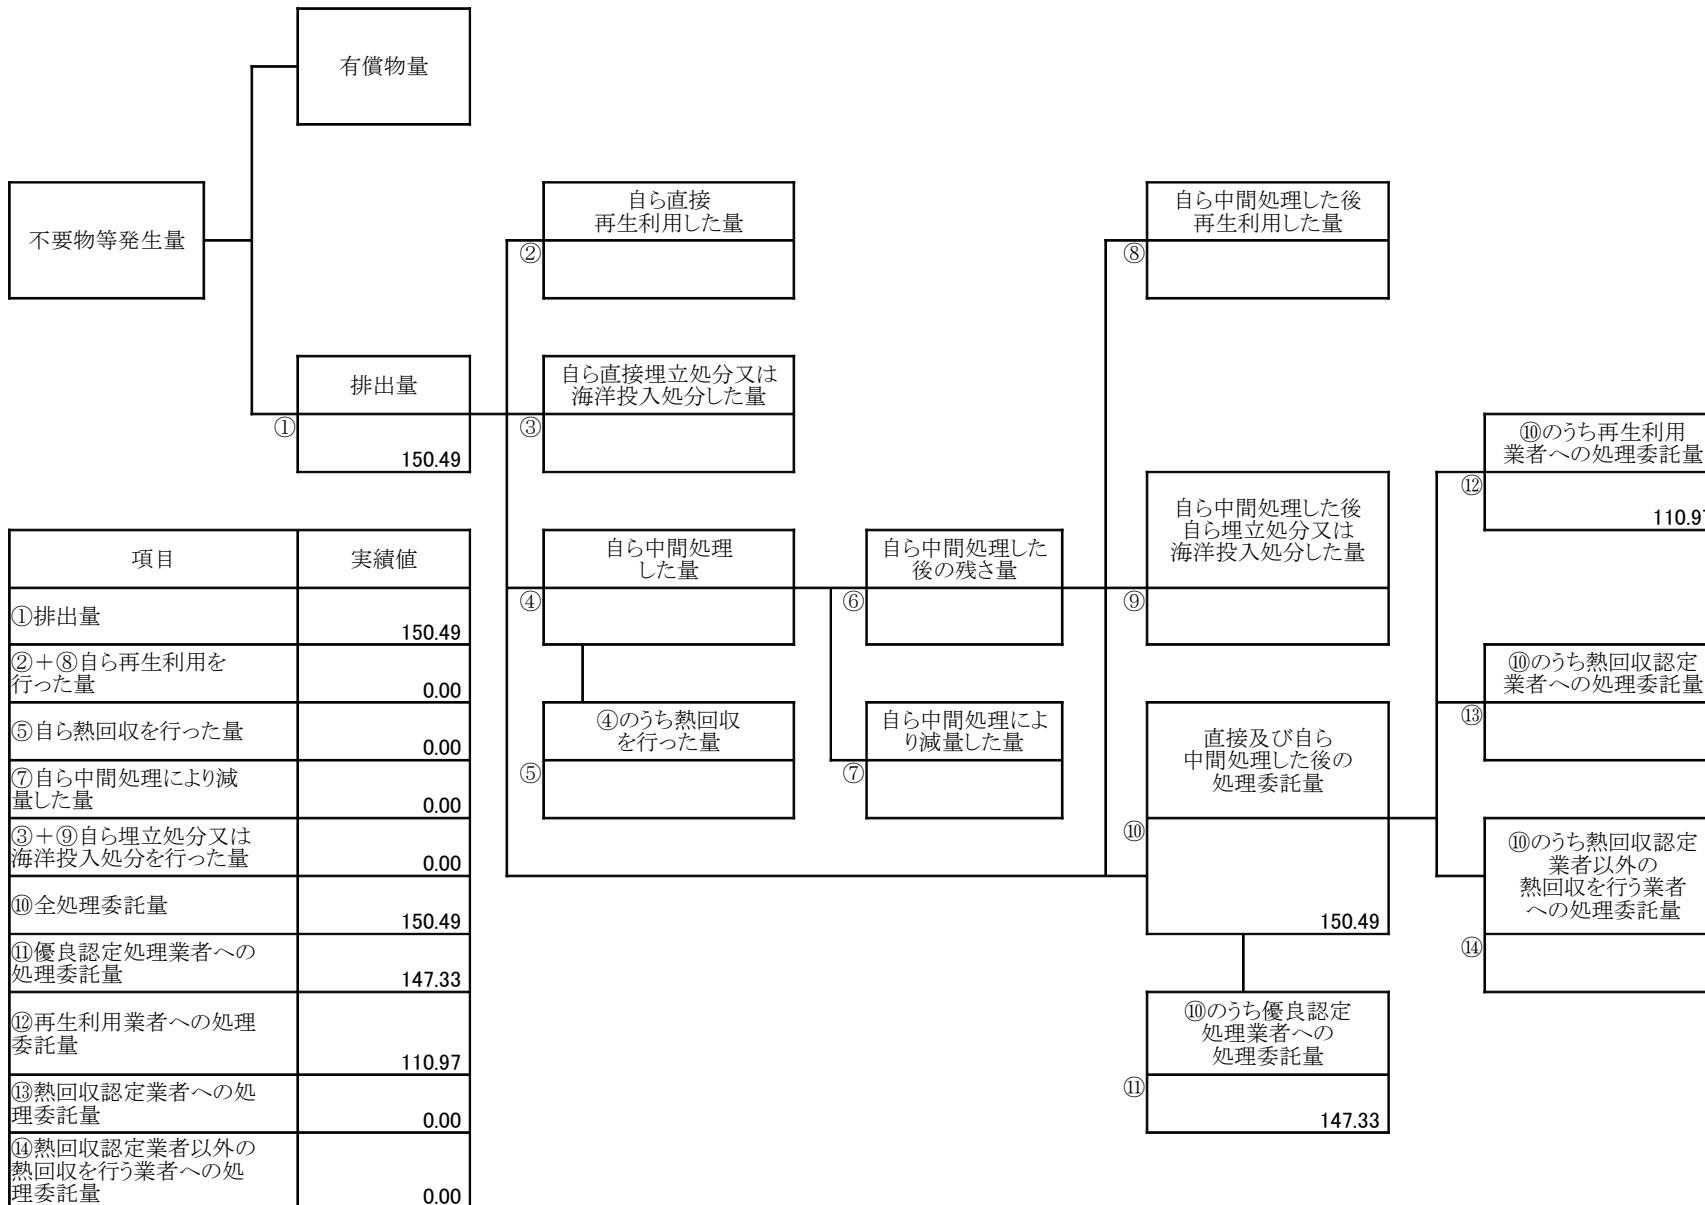 有償物量
不要物等発生量
自ら直接
再生利用した量
②
自ら中間処理した後
再生利用した量
⑧
排出量
①
150.49
自ら直接埋立処分又は
海洋投入処分した量
③
⑩のうち再生利用
業者への処理委託量
⑫
110.97
自ら中間処理
した量
④
自ら中間処理した
後の残さ量
⑥
自ら中間処理した後
自ら埋立処分又は
海洋投入処分した量
⑨
⑩のうち熱回収認定
業者への処理委託量
⑬
④のうち熱回収
を行った量
⑤
自ら中間処理によ
り減量した量
⑦
直接及び自ら
中間処理した後の
処理委託量
⑩
150.49
⑩のうち熱回収認定
業者以外の
熱回収を行う業者
への処理委託量
⑭
⑩のうち優良認定
処理業者への
処理委託量
⑪
147.33
項目 実績値
①排出量
150.49
②＋⑧自ら再生利用を
行った量
0.00
⑤自ら熱回収を行った量
0.00
⑦自ら中間処理により減
量した量
0.00
③＋⑨自ら埋立処分又は
海洋投入処分を行った量
0.00
⑩全処理委託量
150.49
⑪優良認定処理業者への
処理委託量
147.33
⑫再生利用業者への処理
委託量
110.97
⑬熱回収認定業者への処
理委託量
0.00
⑭熱回収認定業者以外の
熱回収を行う業者への処
理委託量
0.00